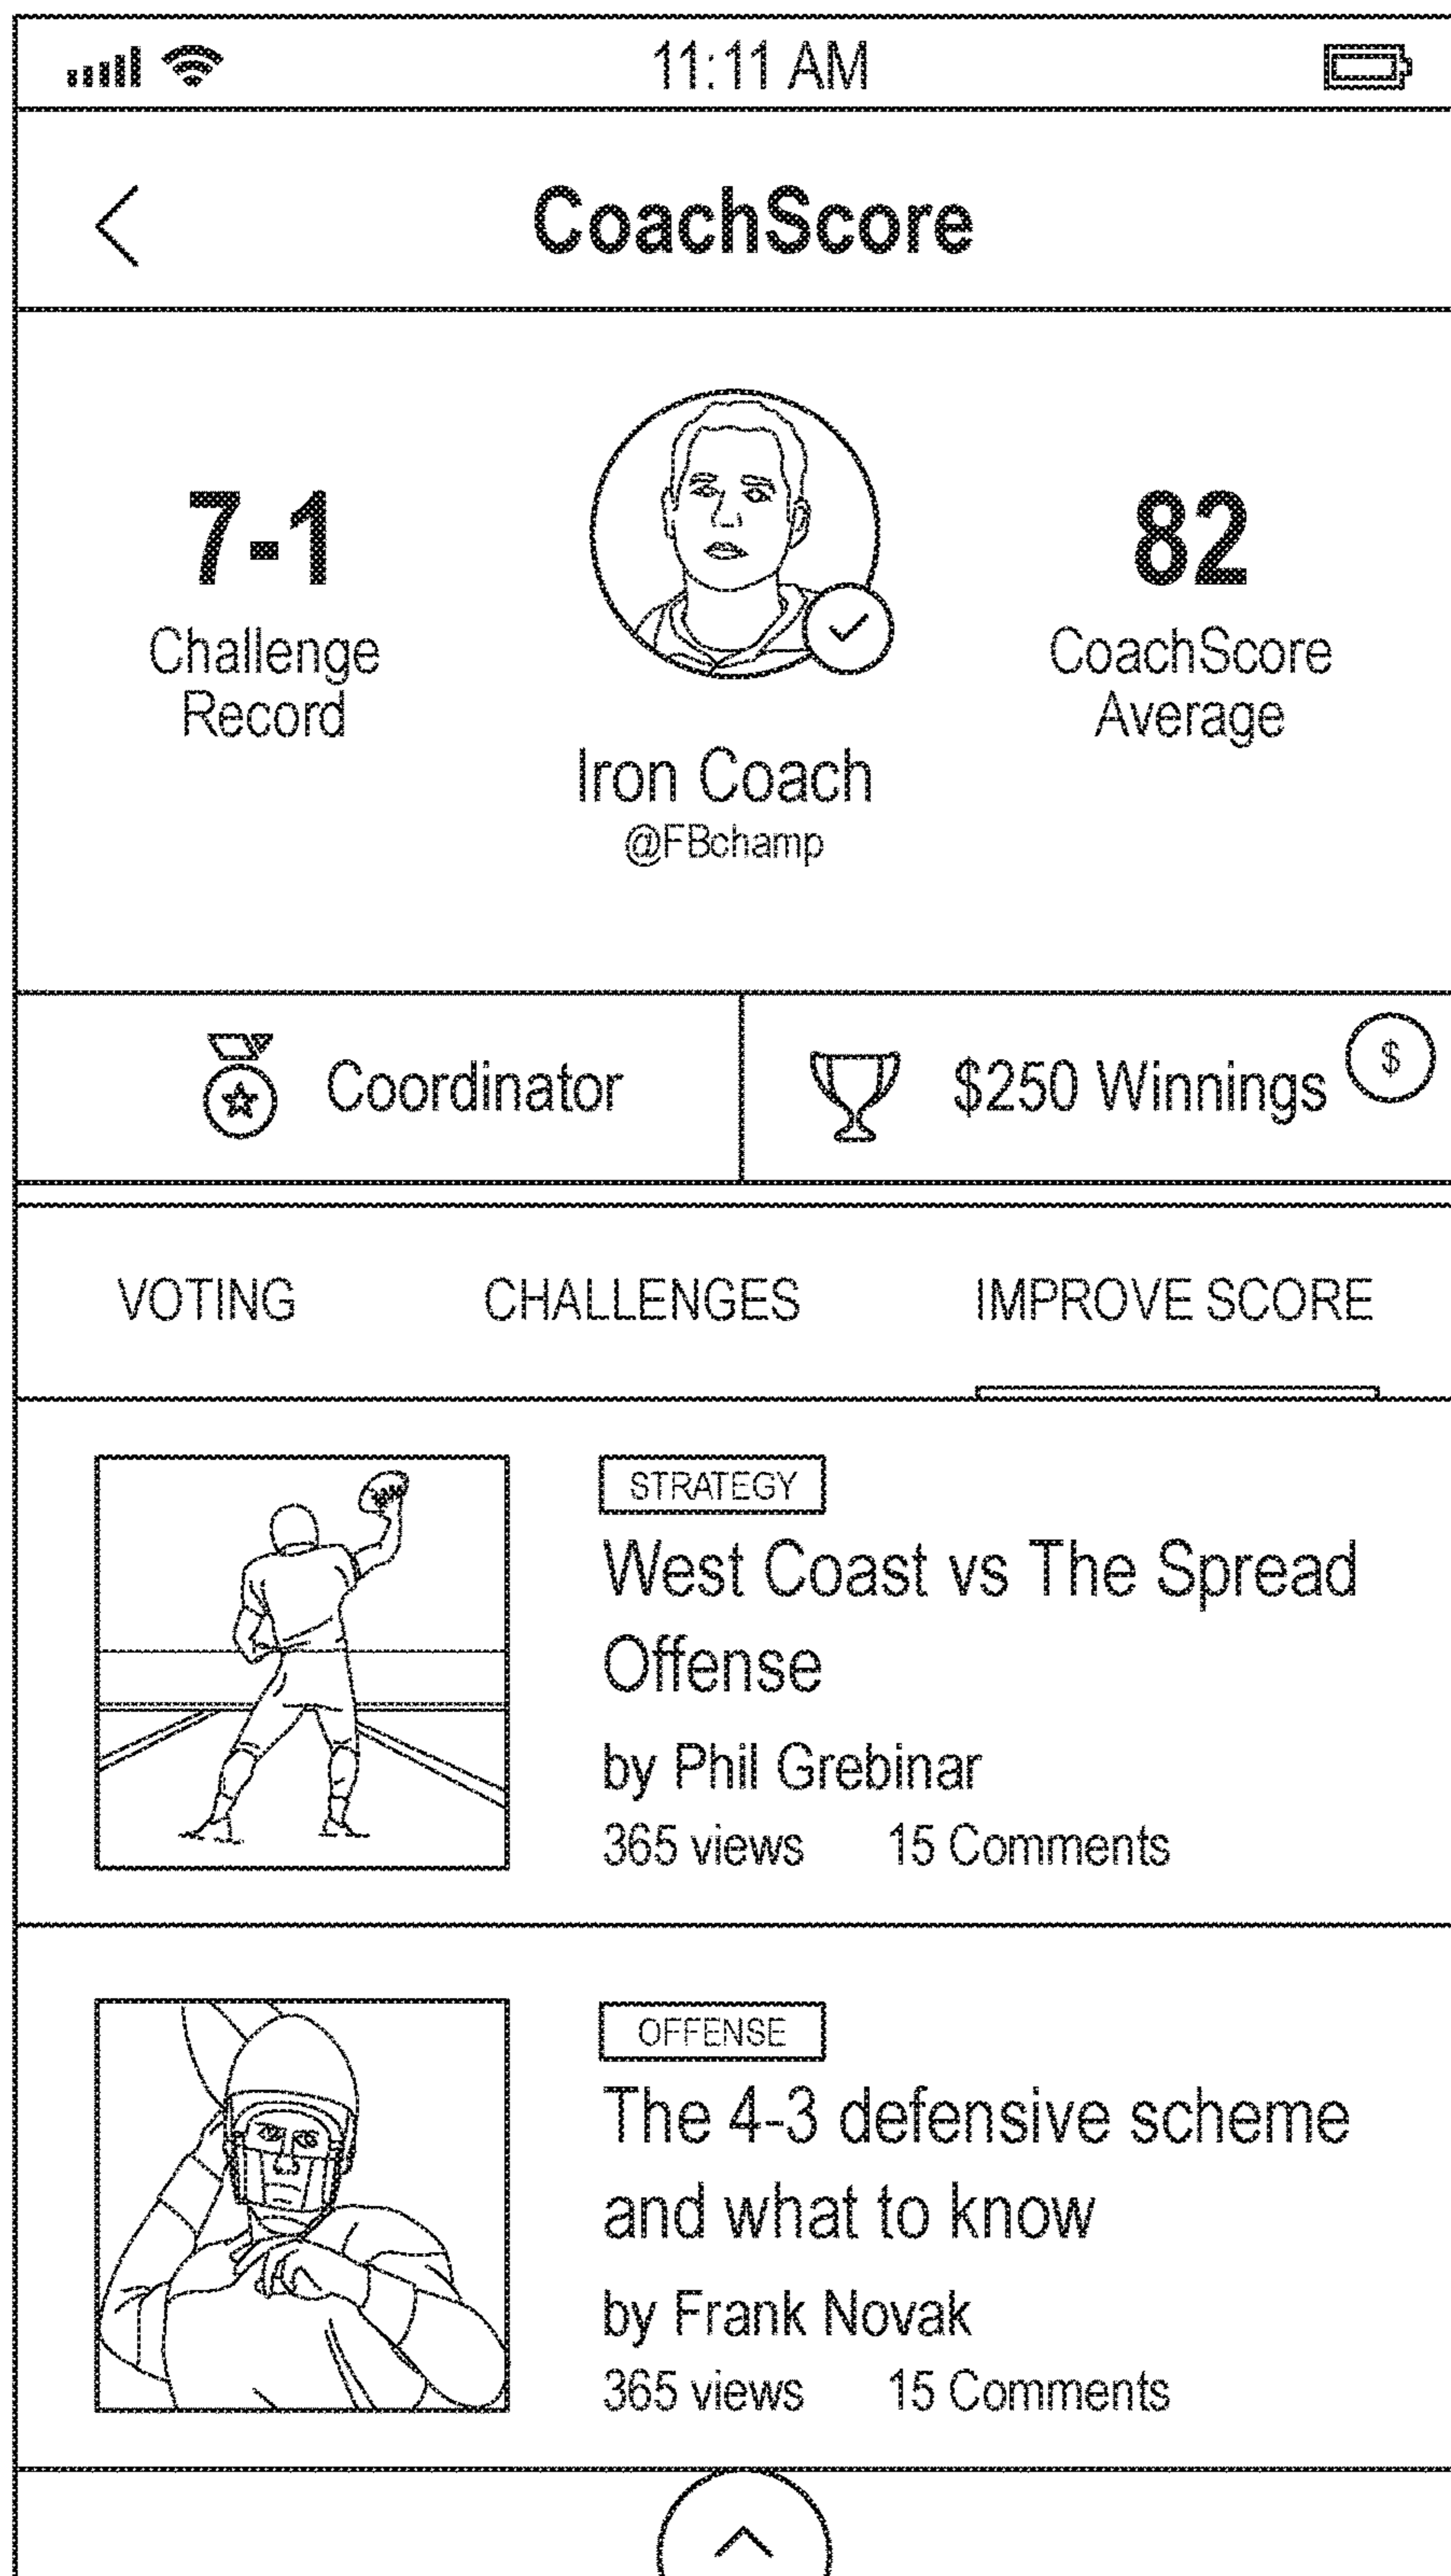 11:11 AM
CoachScore
7-1
Challenge
Record
82
CoachScore
Average
Iron Coach
@FBchamp
Coordinator
$250 Winnings
$
VOTING
CHALLENGES
IMPROVE SCORE
STRATEGY
West Coast vs The Spread
Offense
by Phil Grebinar
365 views 15 Comments
OFFENSE
The 4-3 defensive scheme
and what to know
by Frank Novak
365 views 15 Comments